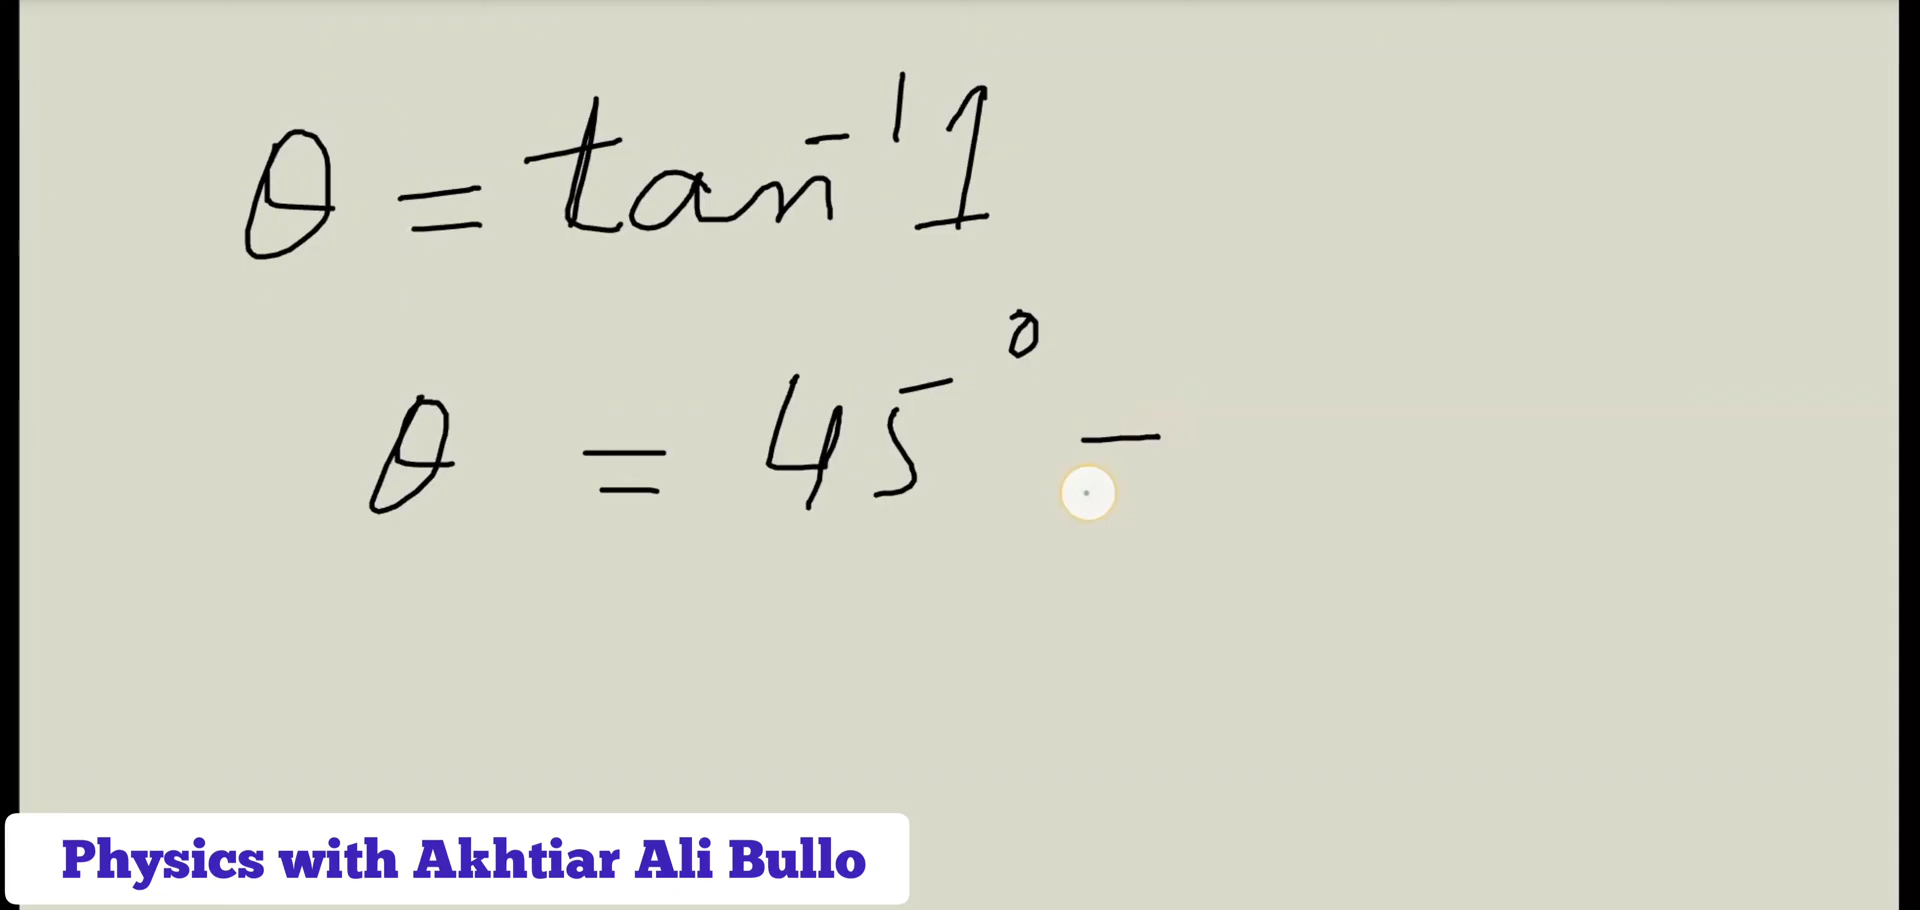 θ = tan⁻¹1
θ = 45° –
Physics with Akhtiar Ali Bullo